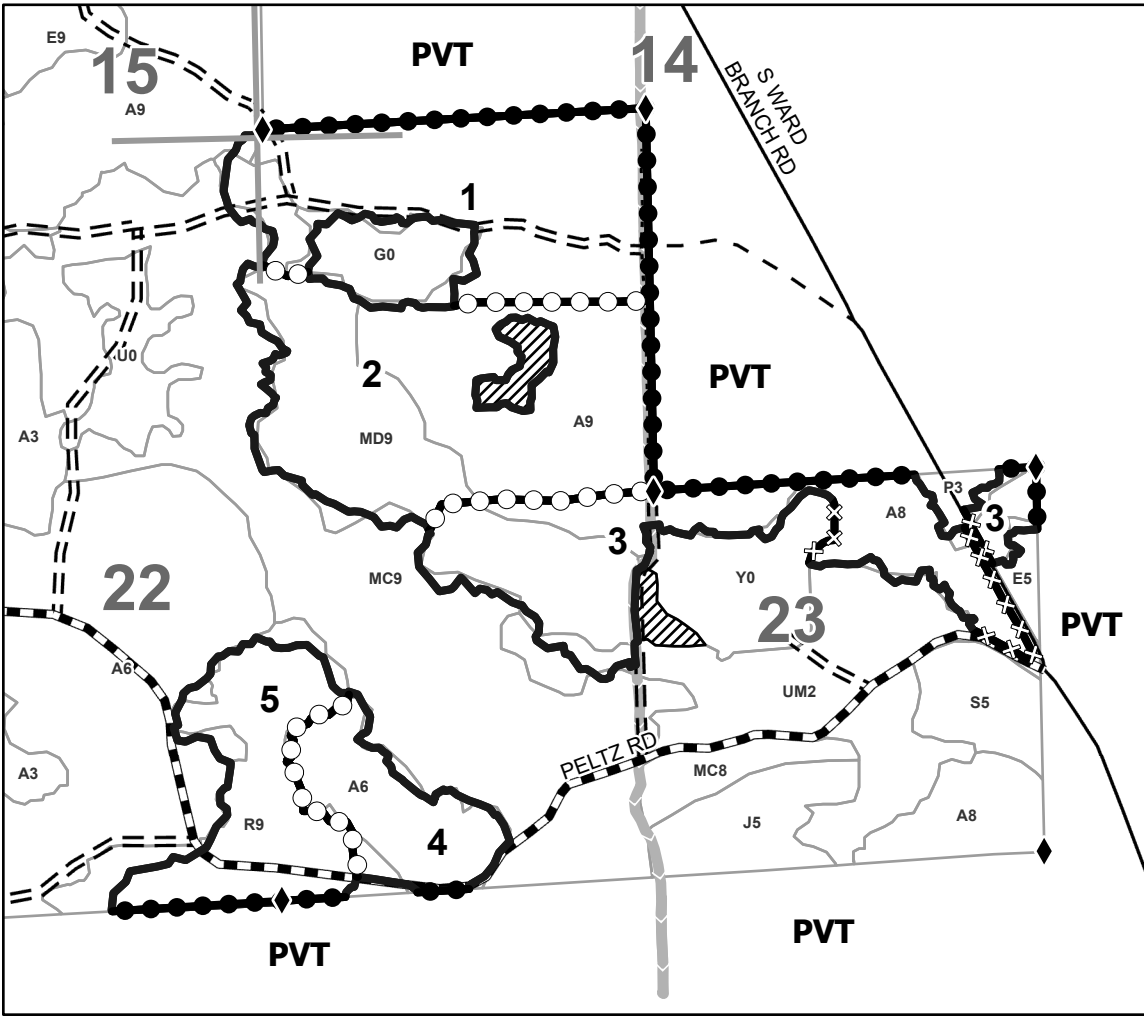 E9
15
PVT
14
S WARD
BRANCH RD
A9
1
G0
U0
2
PVT
A3
MD9
A9
P3
3
A8
3
E5
MC9
Y0
22
23
PVT
A6
5
UM2
S5
PELTZ RD
A3
A6
MC8
R9
4
J5
A8
PVT
PVT